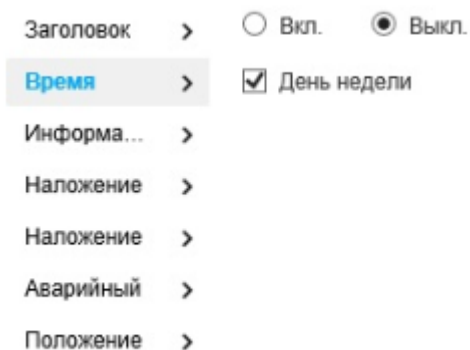 Заголовок
Вкл.
Выкл.
Время
День недели
Информа...
Наложение
Наложение
Аварийный
Положение